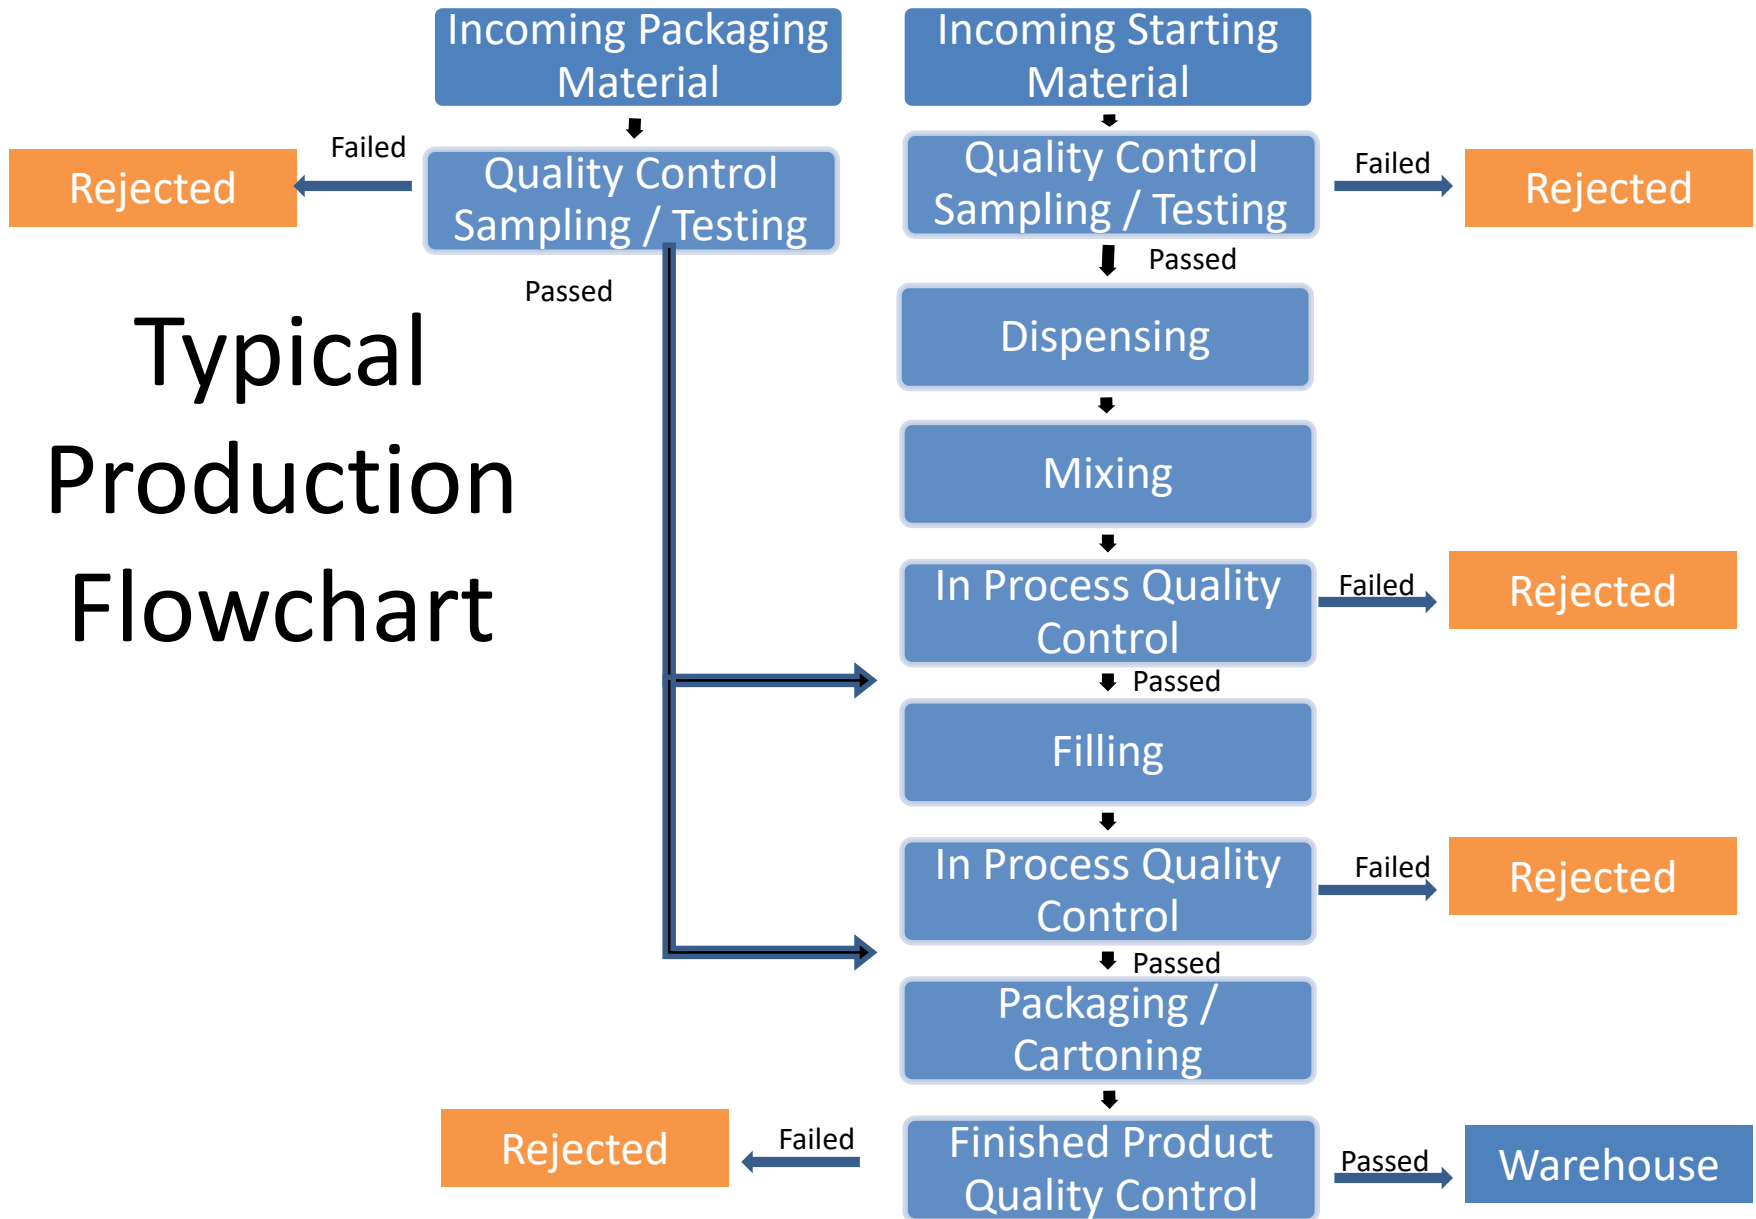 Incoming Packaging
Material
Incoming Starting
Material
Failed
Rejected
Quality Control
Sampling / Testing
Quality Control
Sampling / Testing
Failed
Rejected
Passed
Passed
Typical
Production
Flowchart
Dispensing
Mixing
In Process Quality
Control
Failed
Rejected
Passed
Filling
In Process Quality
Control
Failed
Rejected
Passed
Packaging /
Cartoning
Rejected
Failed
Finished Product
Quality Control
Passed
Warehouse